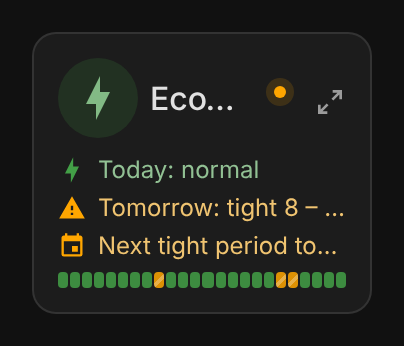 Eco...
Today: normal
Tomorrow: tight 8 – ...
Next tight period to...